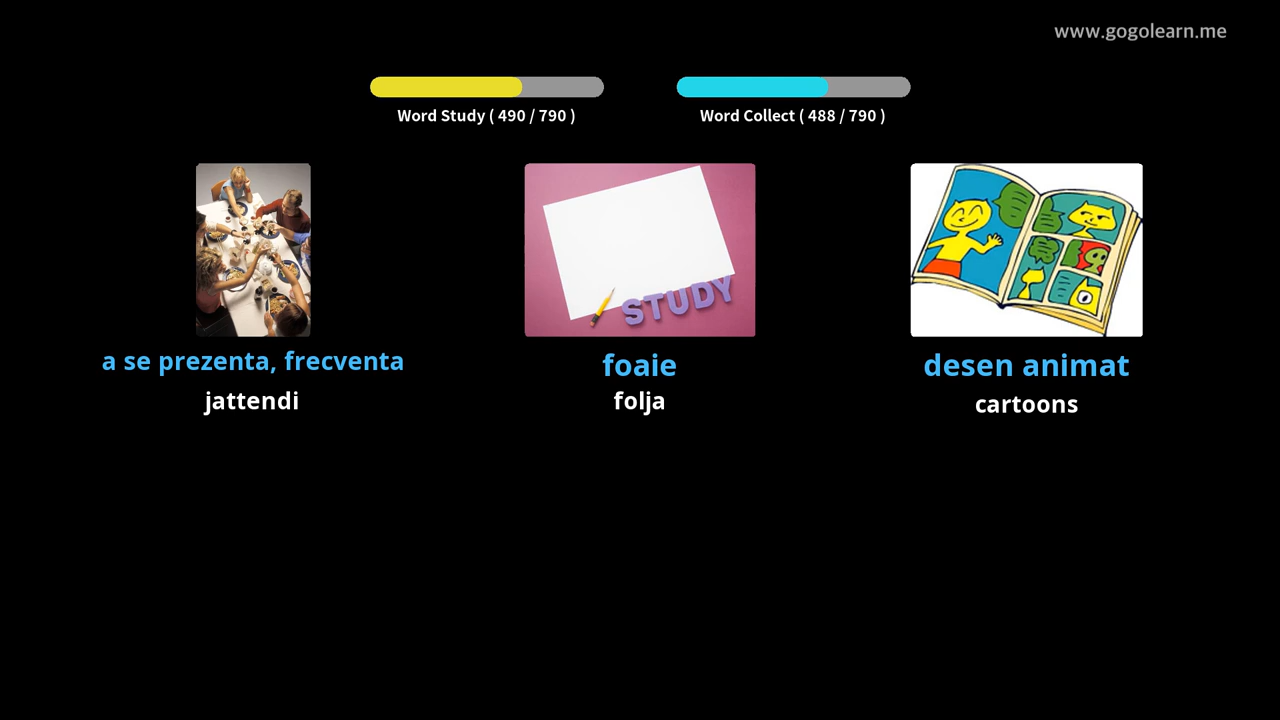 www.gogolearn.me
Word Study ( 490 / 790 )
Word Collect ( 488 / 790 )
STUDY
a se prezenta, frecventa
jattendi
foaie
folja
desen animat
cartoons